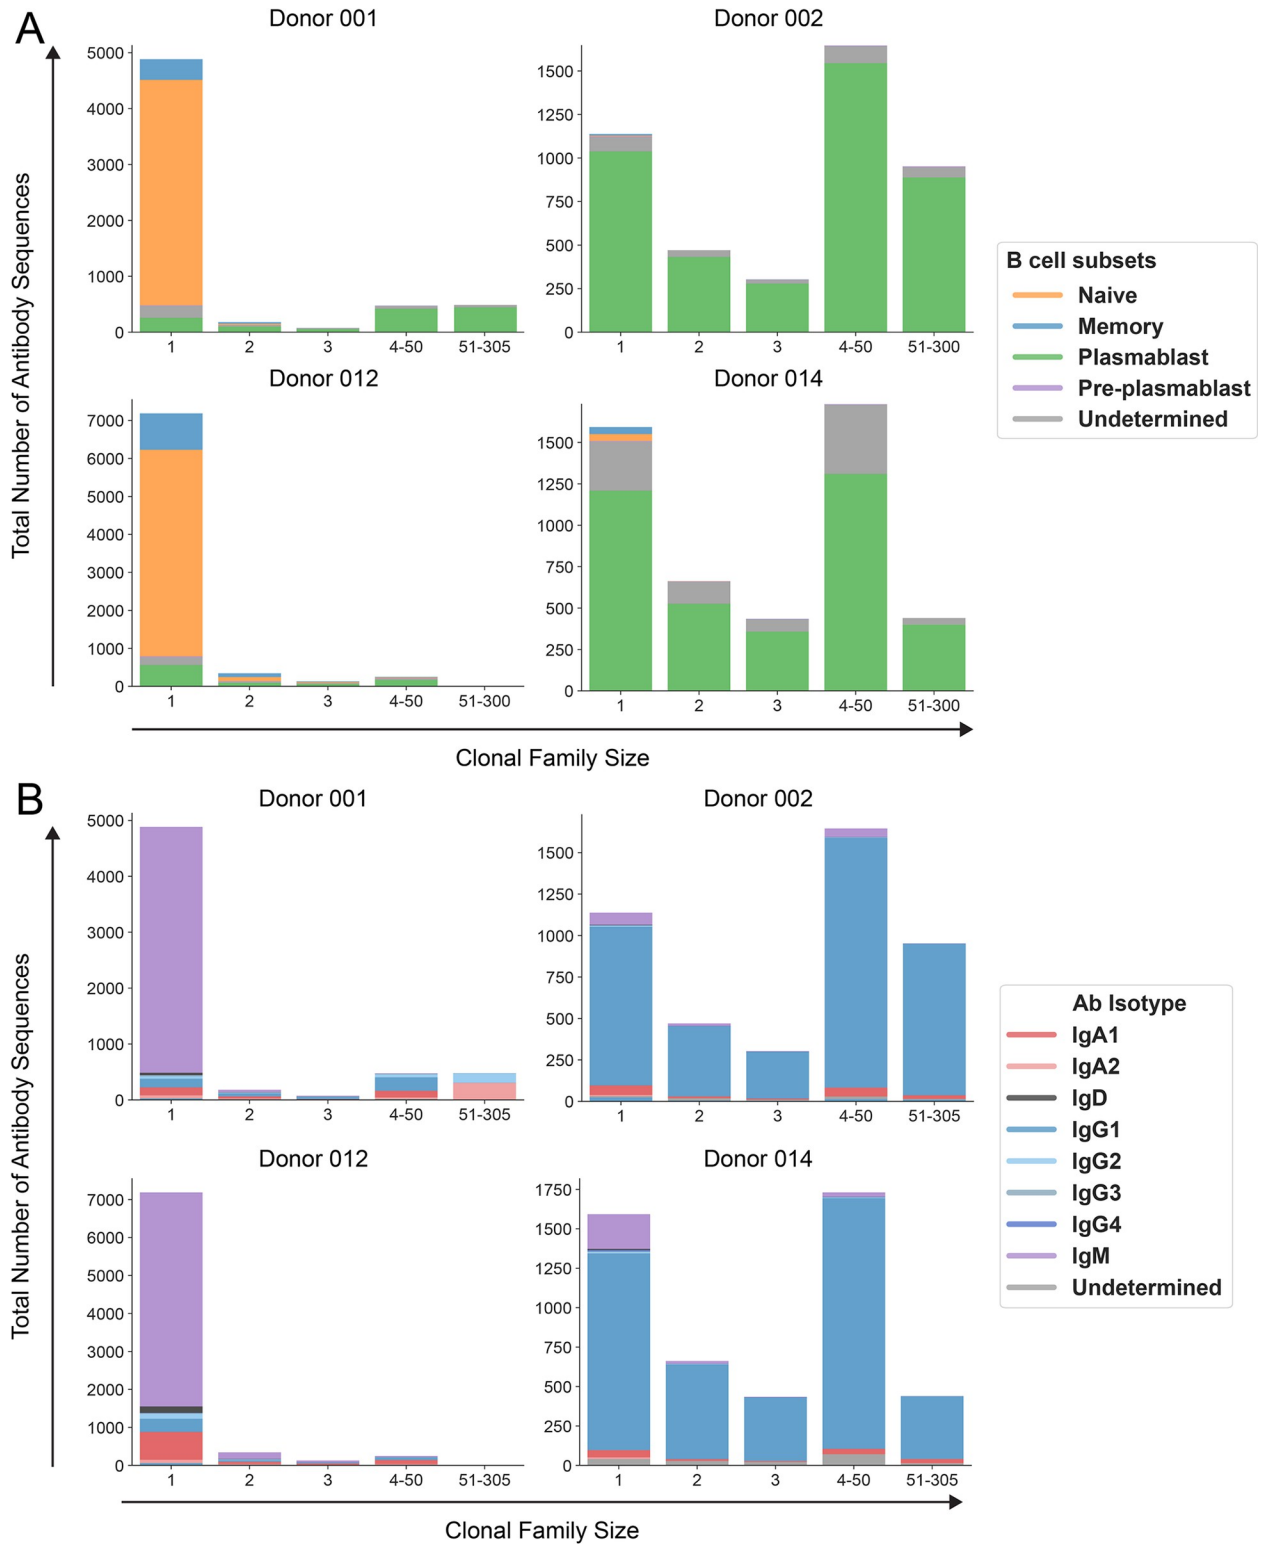 A
Donor 001
Donor 002
Total Number of Antibody Sequences
5000
4000
3000
2000
1000
0
1 2 3 4-50 51-305
1500
1250
1000
750
500
250
0
1 2 3 4-50 51-300
Donor 012
Donor 014
7000
6000
5000
4000
3000
2000
1000
0
1 2 3 4-50 51-300
1500
1250
1000
750
500
250
0
1 2 3 4-50 51-300
Clonal Family Size
B cell subsets
Naive
Memory
Plasmablast
Pre-plasmablast
Undetermined
B
Donor 001
Donor 002
Total Number of Antibody Sequences
5000
4000
3000
2000
1000
0
1 2 3 4-50 51-305
1500
1250
1000
750
500
250
0
1 2 3 4-50 51-305
Donor 012
Donor 014
7000
6000
5000
4000
3000
2000
1000
0
1 2 3 4-50 51-305
1750
1500
1250
1000
750
500
250
0
1 2 3 4-50 51-305
Clonal Family Size
Ab Isotype
IgA1
IgA2
IgD
IgG1
IgG2
IgG3
IgG4
IgM
Undetermined